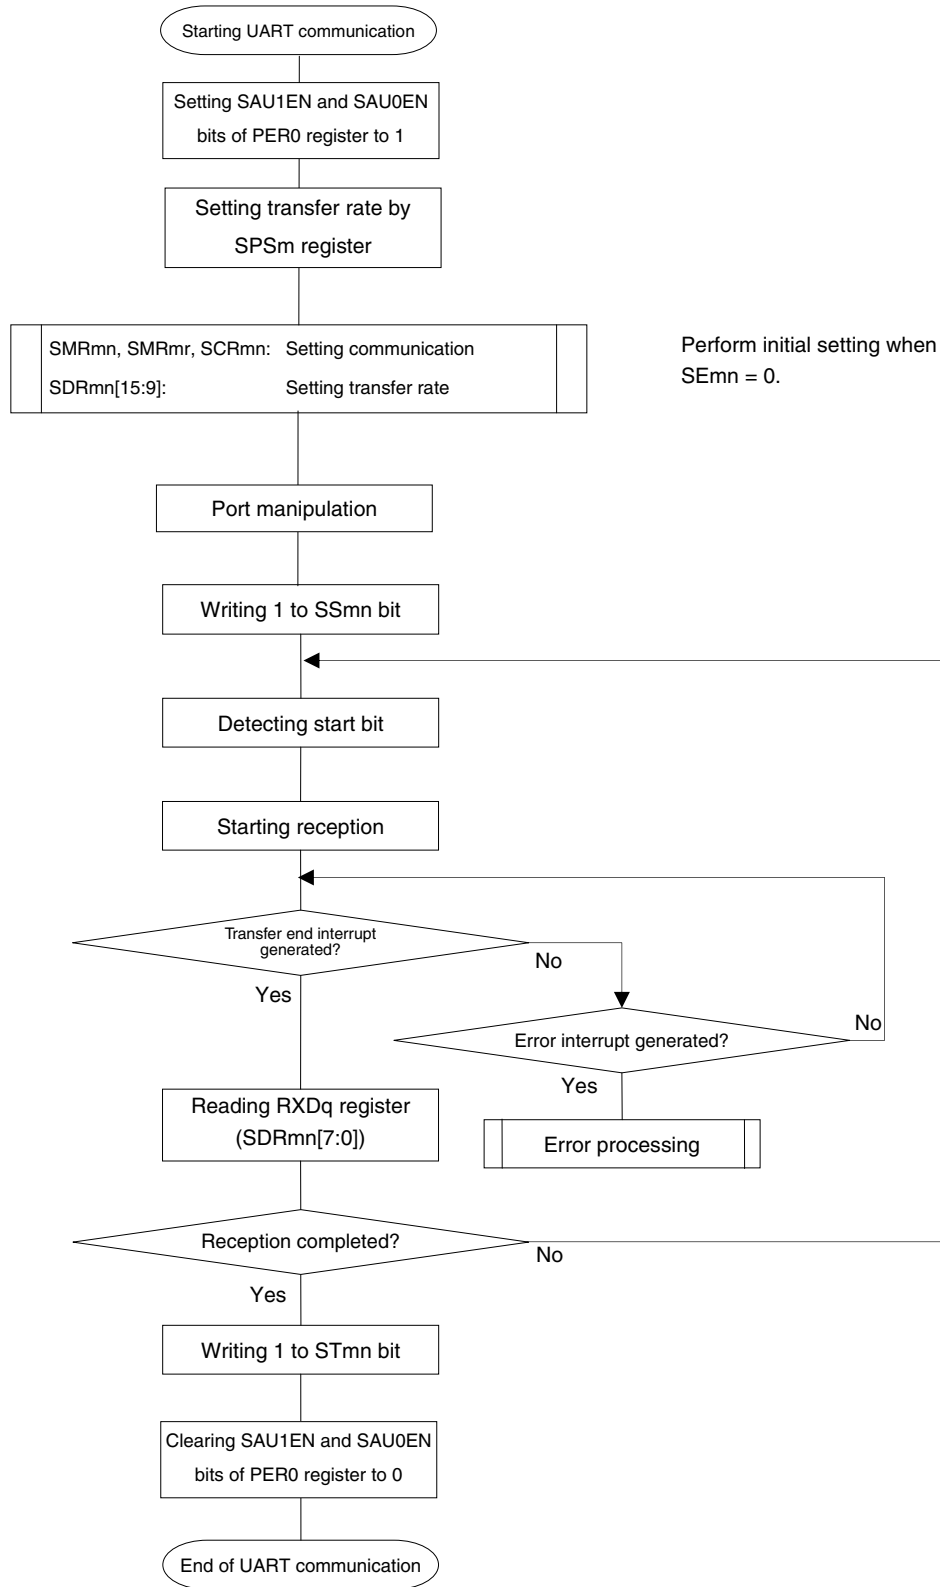 Starting UART communication
Setting SAU1EN and SAU0EN
bits of PER0 register to 1
Setting transfer rate by
SPSm register
SMRmn, SMRmr, SCRmn: Setting communication
SDRmn[15:9]: Setting transfer rate
Perform initial setting when
SEmn = 0.
Port manipulation
Writing 1 to SSmn bit
Detecting start bit
Starting reception
Transfer end interrupt
generated?
No
Yes
Error interrupt generated?
No
Yes
Reading RXDq register
(SDRmn[7:0])
Error processing
Reception completed?
No
Yes
Writing 1 to STmn bit
Clearing SAU1EN and SAU0EN
bits of PER0 register to 0
End of UART communication